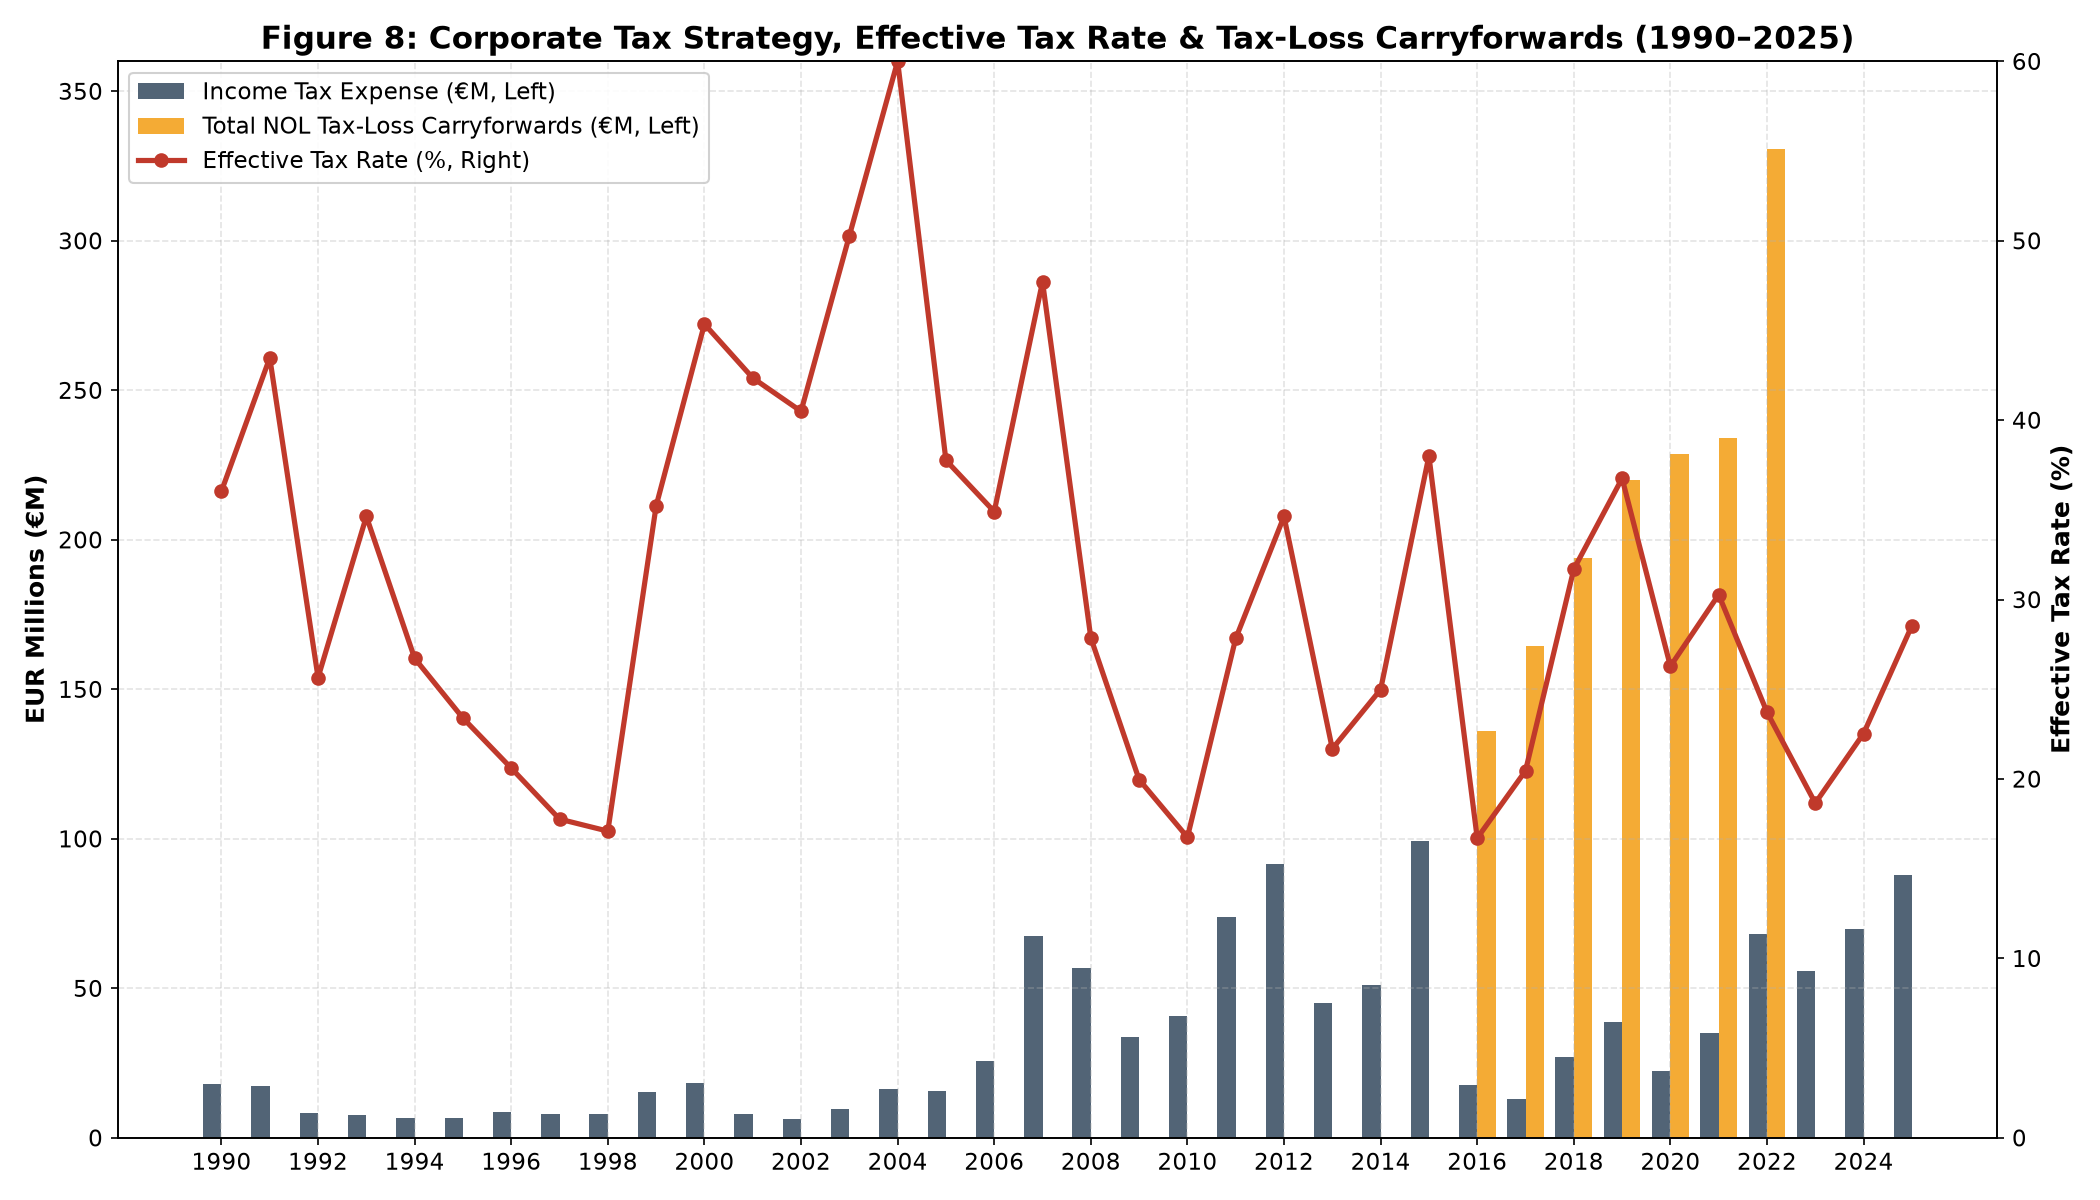 Figure 8: Corporate Tax Strategy, Effective Tax Rate & Tax-Loss Carryforwards (1990–2025)
Income Tax Expense (€M, Left)
Total NOL Tax-Loss Carryforwards (€M, Left)
Effective Tax Rate (%, Right)
EUR Millions (€M)
350
300
250
200
150
100
50
0
60
50
40
30
20
10
0
Effective Tax Rate (%)
1990 1992 1994 1996 1998 2000 2002 2004 2006 2008 2010 2012 2014 2016 2018 2020 2022 2024